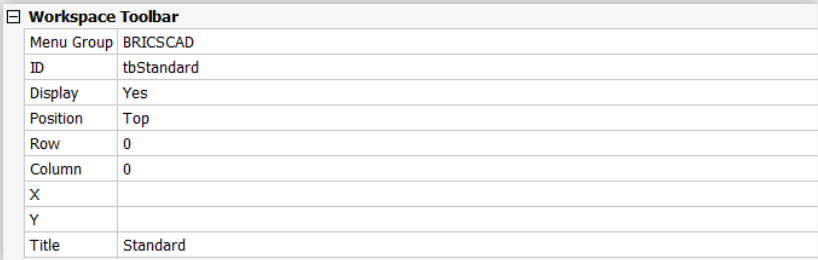 Workspace Toolbar
Menu Group BRICSCAD
ID tbStandard
Display Yes
Position Top
Row 0
Column 0
X
Y
Title Standard